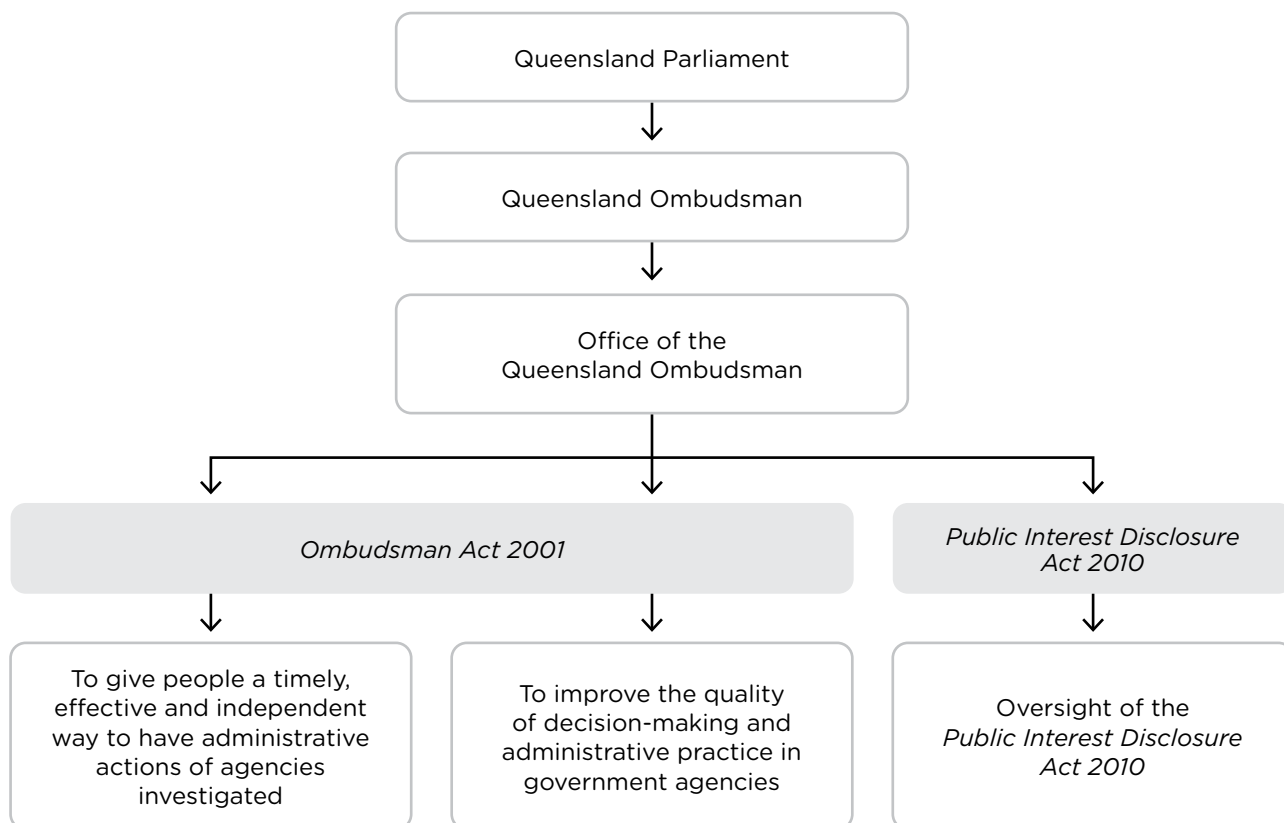 Queensland Parliament
Queensland Ombudsman
Office of the
Queensland Ombudsman
Ombudsman Act 2001
Public Interest Disclosure
Act 2010
To give people a timely,
effective and independent
way to have administrative
actions of agencies
investigated
To improve the quality
of decision-making and
administrative practice in
government agencies
Oversight of the
Public Interest Disclosure
Act 2010